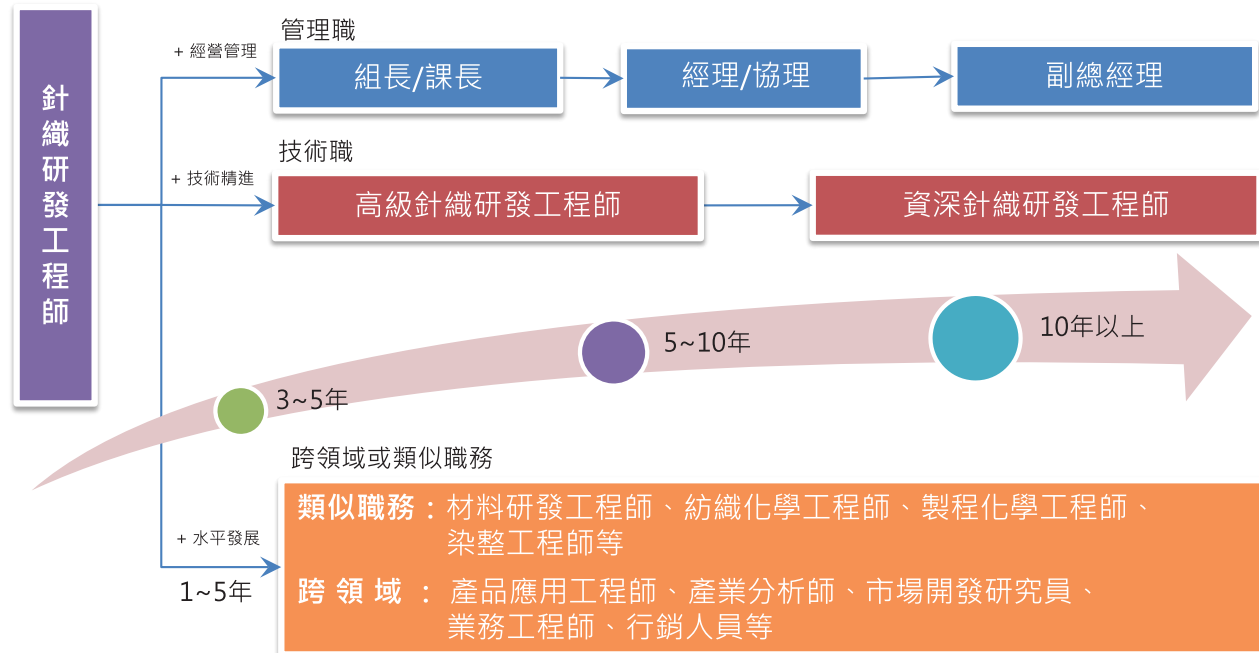 針織研發工程師
管理職
+ 經營管理
組長/課長
經理/協理
副總經理
技術職
+ 技術精進
高級針織研發工程師
資深針織研發工程師
10年以上
5~10年
3~5年
跨領域或類似職務
類似職務：材料研發工程師、紡織化學工程師、製程化學工程師、
染整工程師等
+ 水平發展
1~5年
跨 領 域 ： 產品應用工程師、產業分析師、市場開發研究員、
業務工程師、行銷人員等